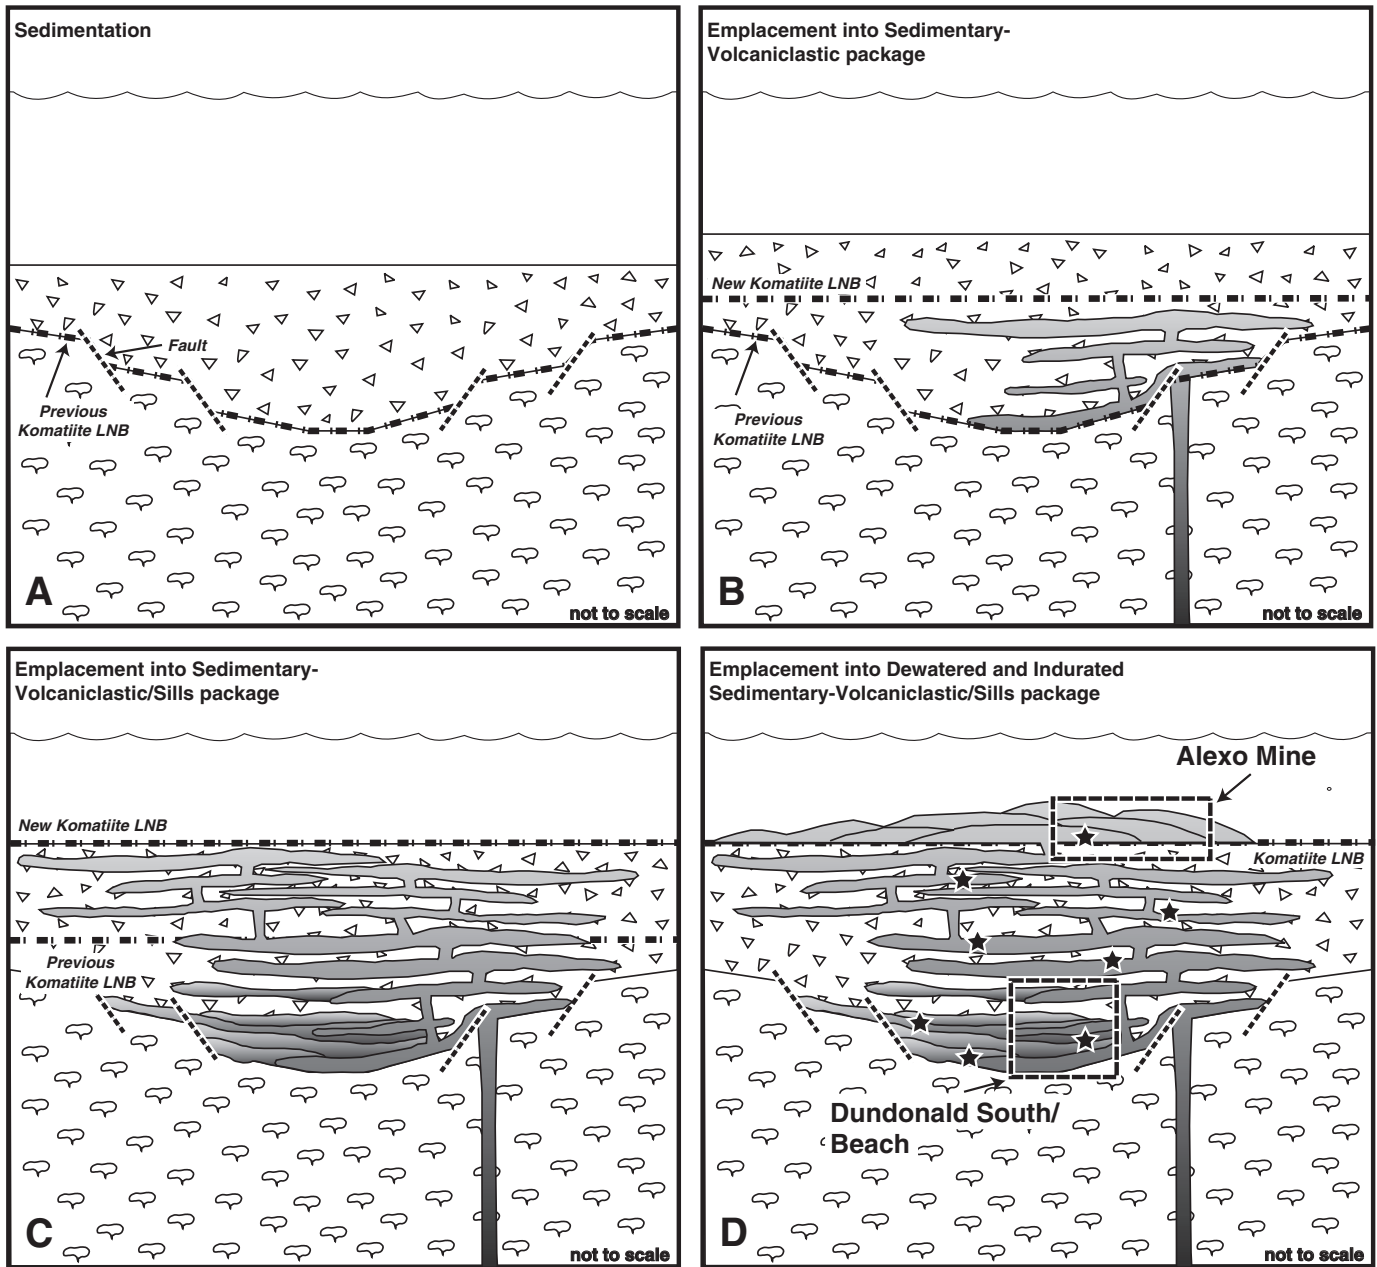 Sedimentation
Previous
Komatiite LNB
Fault
A
not to scale
Emplacement into Sedimentary-
Volcaniclastic package
New Komatiite LNB
Previous
Komatiite LNB
B
not to scale
Emplacement into Sedimentary-
Volcaniclastic/Sills package
New Komatiite LNB
Previous
Komatiite LNB
C
not to scale
Emplacement into Dewatered and Indurated
Sedimentary-Volcaniclastic/Sills package
Alexo Mine
Komatiite LNB
Dundonald South/
Beach
D
not to scale